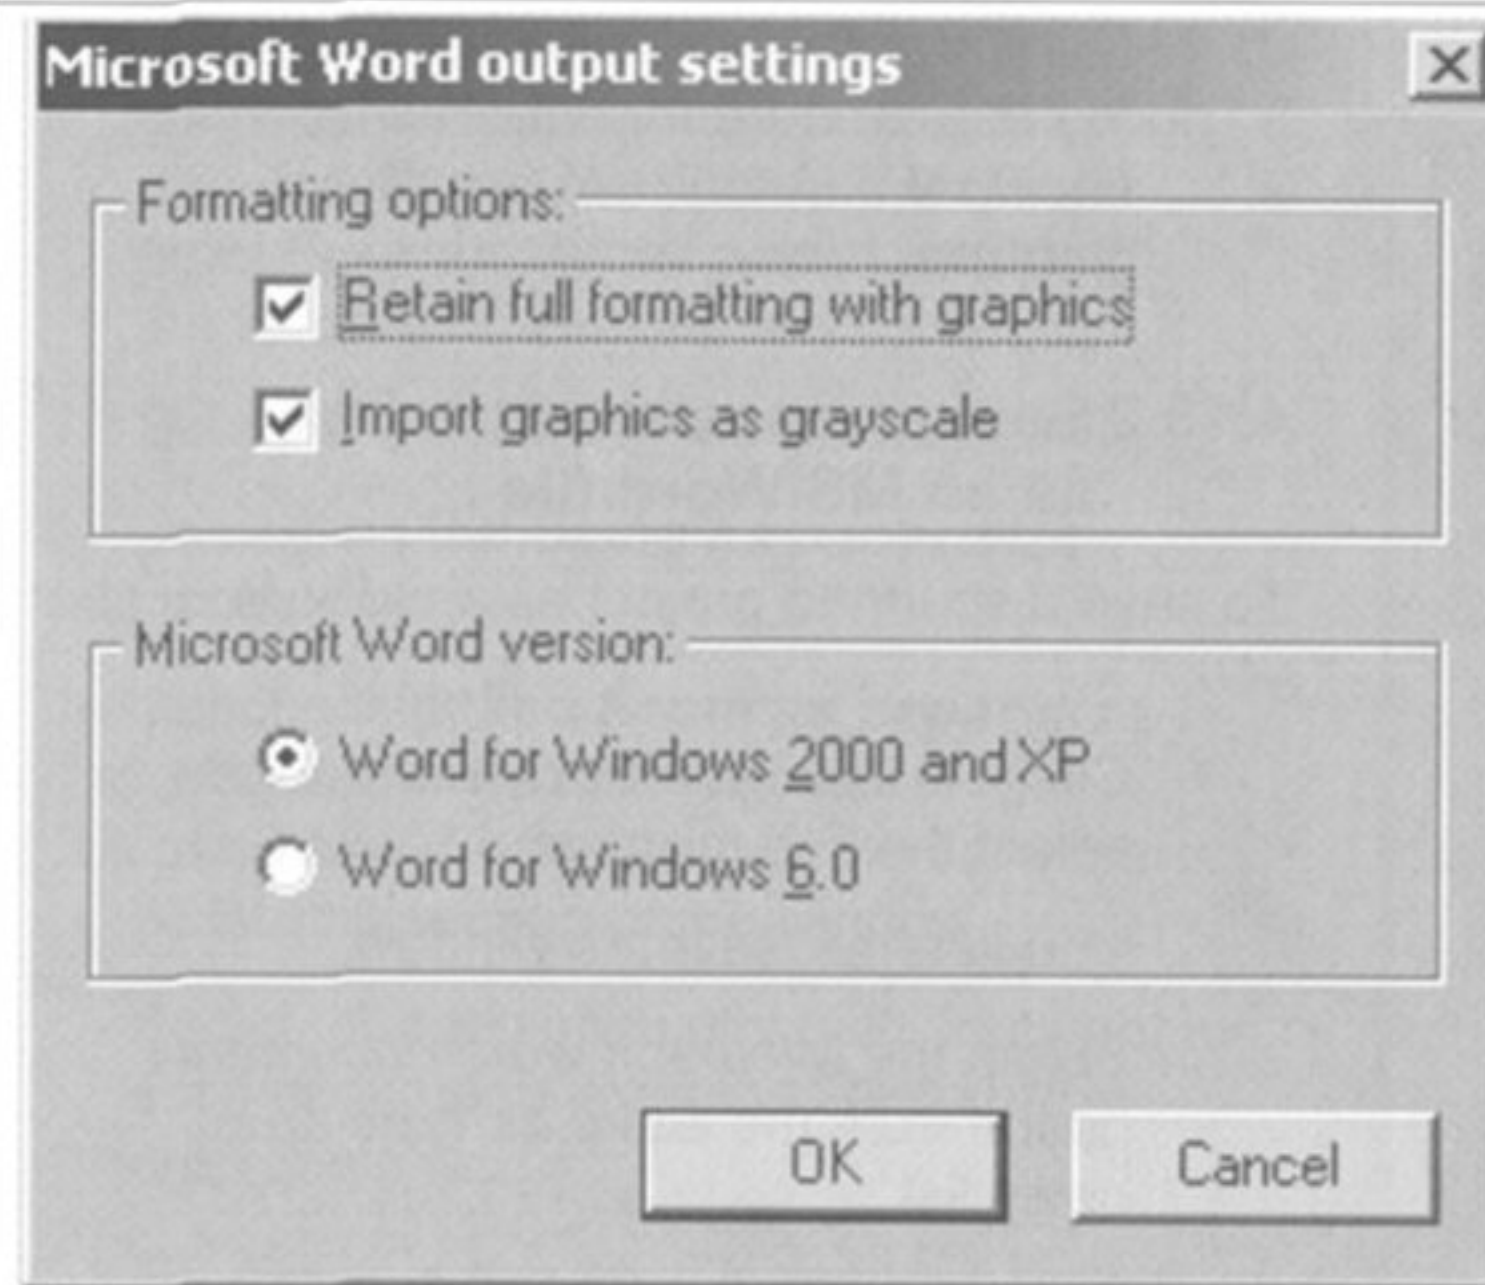 Microsoft Word output settings
Formatting options:
Retain full formatting with graphics
Import graphics as grayscale
Microsoft Word version:
Word for Windows 2000 and XP
Word for Windows 6.0
OK
Cancel